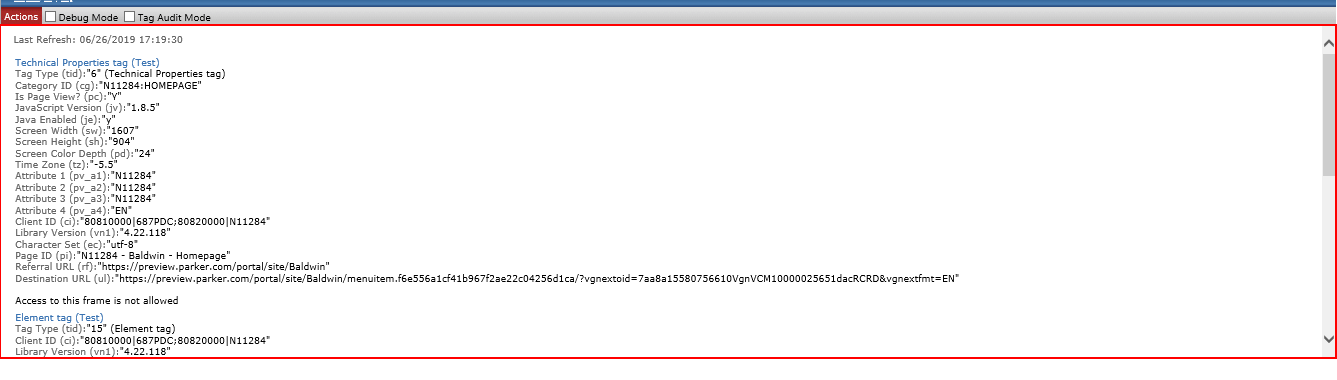 Actions Debug Mode Tag Audit Mode
Last Refresh: 06/26/2019 17:19:30
Technical Properties tag (Test)
Tag Type (tid):"6" (Technical Properties tag)
Category ID (cg):"N11284:HOMEPAGE"
Is Page View? (pc):"Y"
JavaScript Version (jv):"1.8.5"
Java Enabled (je):"y"
Screen Width (sw):"1607"
Screen Height (sh):"904"
Screen Color Depth (pd):"24"
Time Zone (tz):"-5.5"
Attribute 1 (pv_a1):"N11284"
Attribute 2 (pv_a2):"N11284"
Attribute 3 (pv_a3):"N11284"
Attribute 4 (pv_a4):"EN"
Client ID (ci):"80810000|687PDC;80820000|N11284"
Library Version (vn1):"4.22.118"
Character Set (ec):"utf-8"
Page ID (pi):"N11284 - Baldwin - Homepage"
Referral URL (rf):"https://preview.parker.com/portal/site/Baldwin"
Destination URL (ul):"https://preview.parker.com/portal/site/Baldwin/menuitem.f6e556a1cf41b967f2ae22c04256d1ca/?vgnextoid=7aa8a15580756610VgnVCM10000025651dacRCRD&vgnextfmt=EN"
Access to this frame is not allowed
Element tag (Test)
Tag Type (tid):"15" (Element tag)
Client ID (ci):"80810000|687PDC;80820000|N11284"
Library Version (vn1):"4.22.118"